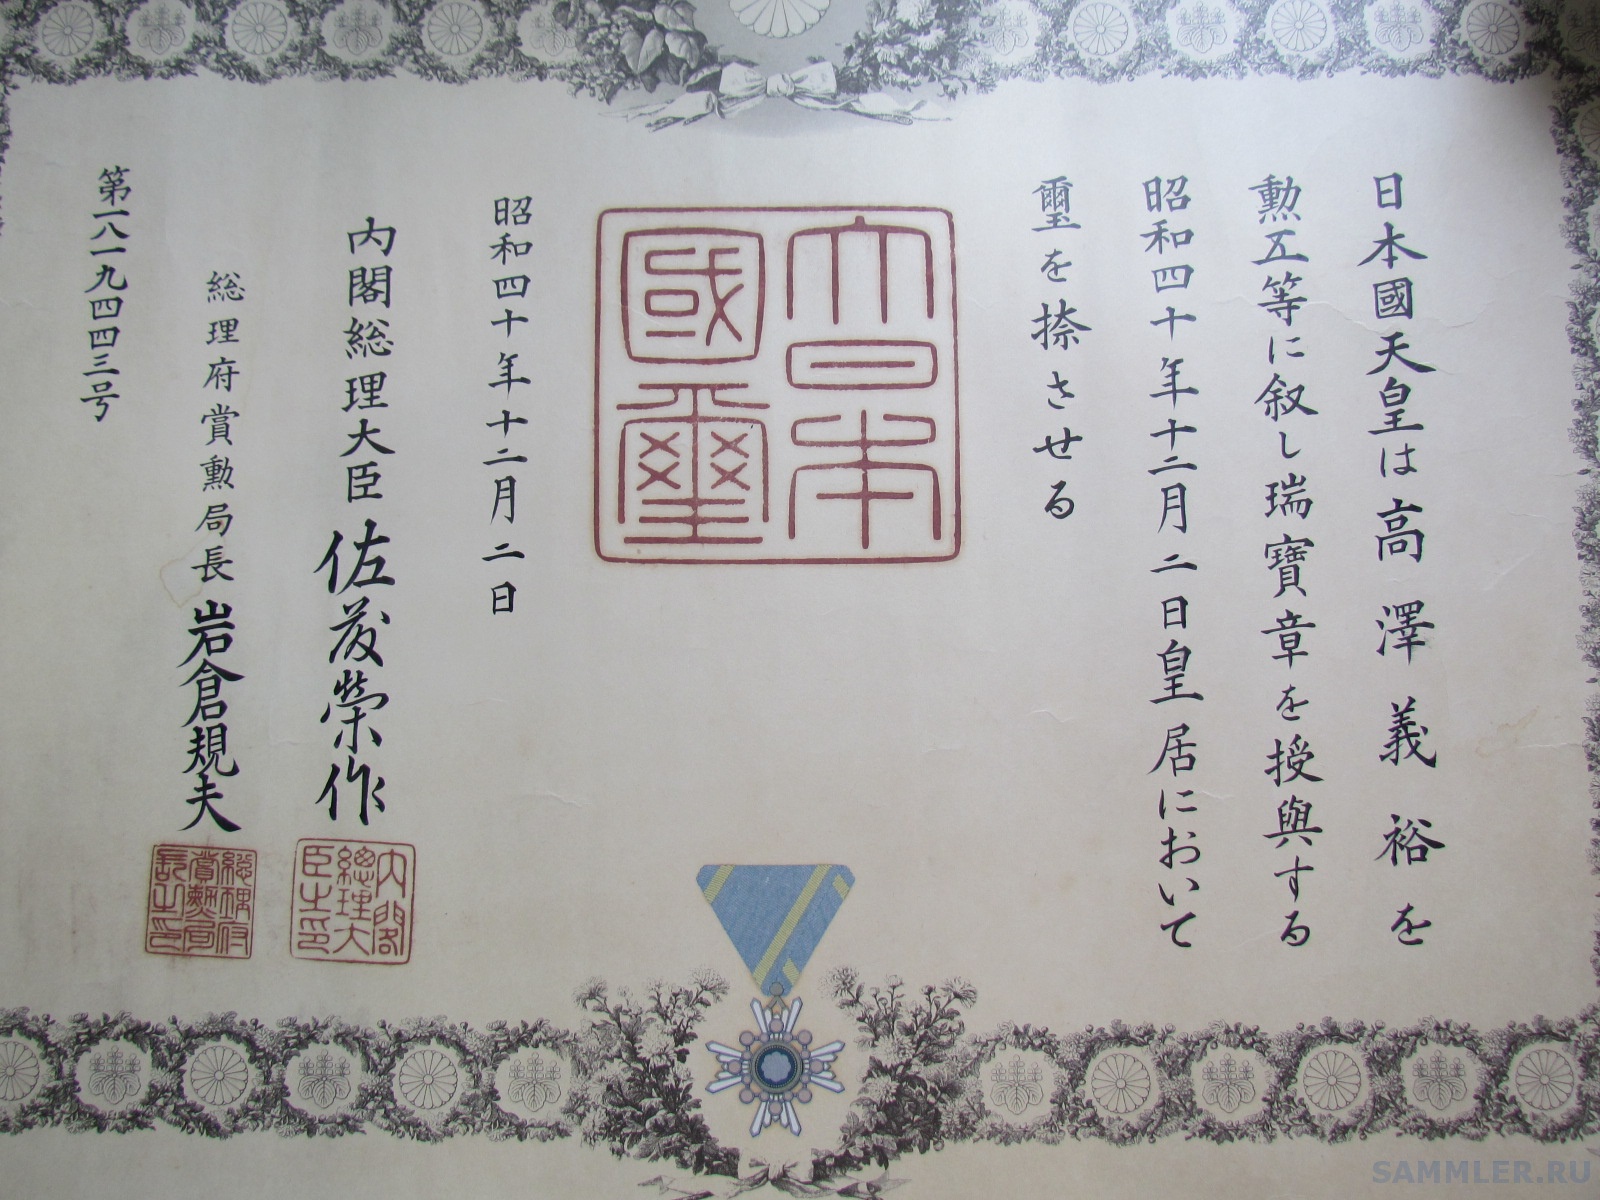 日本國天皇は高澤義裕を
勲五等に叙し瑞寶章を授與する
昭和四十年十二月二日皇居において
璽を捺させる
大日本國璽
昭和四十年十二月二日
内閣総理大臣佐藤榮作
内閣總理大臣之印
総理府賞勲局長岩倉規夫
総理府賞勲局長之印
第一八一九四四三号
SAMMLER.RU